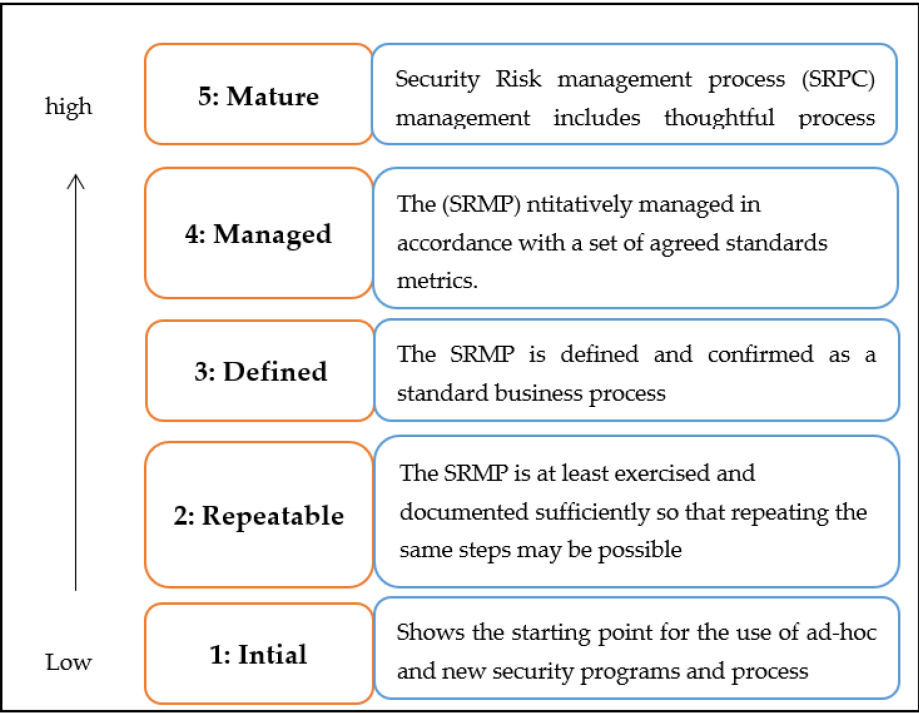 high
5: Mature
Security Risk management process (SRPC)
management includes thoughtful process
4: Managed
The (SRMP) ntitatively managed in
accordance with a set of agreed standards
metrics.
3: Defined
The SRMP is defined and confirmed as a
standard business process
2: Repeatable
The SRMP is at least exercised and
documented sufficiently so that repeating the
same steps may be possible
Low
1: Intial
Shows the starting point for the use of ad-hoc
and new security programs and process